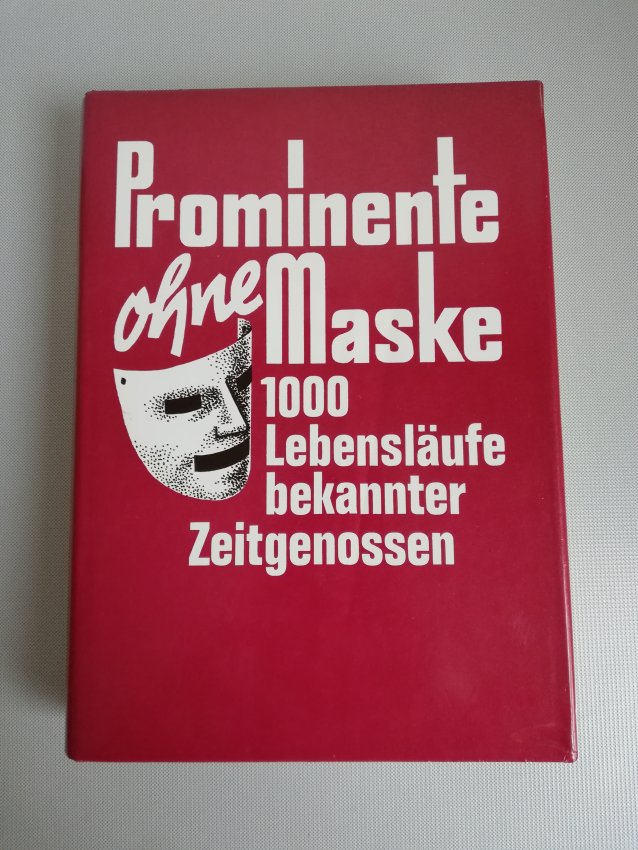 Prominente
ohne Maske
1000
Lebensläufe
bekannter
Zeitgenossen